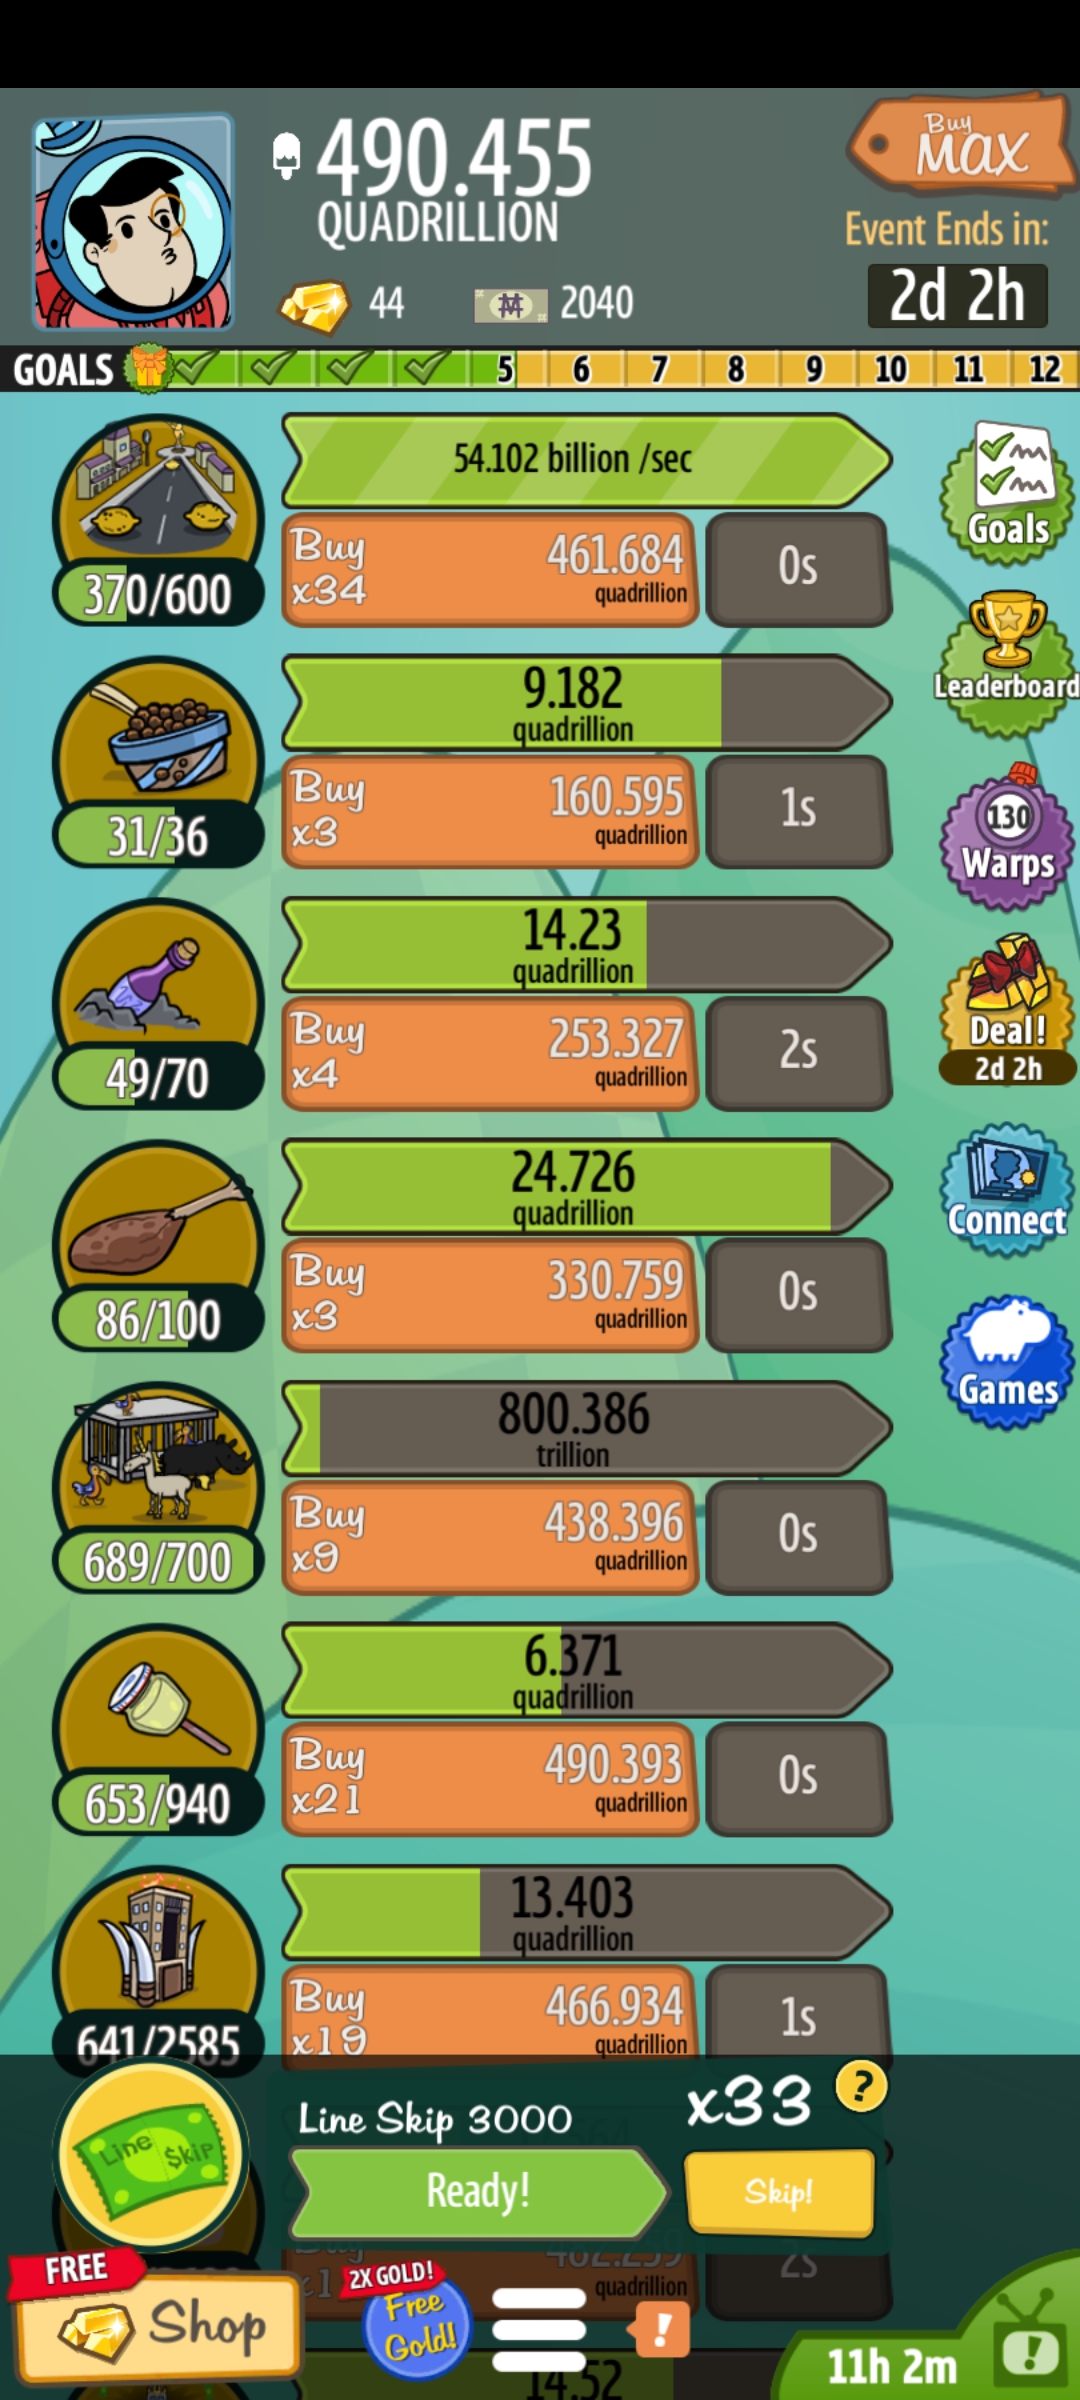 490.455
QUADRILLION
Buy
MAX
Event Ends in:
2d 2h
44
2040
GOALS
5 6 7 8 9 10 11 12
54.102 billion /sec
Buy
x34
461.684
quadrillion
0s
370/600
Goals
Leaderboard
9.182
quadrillion
Buy
x3
160.595
quadrillion
1s
31/36
130
Warps
14.23
quadrillion
Buy
x4
253.327
quadrillion
2s
49/70
Deal!
2d 2h
24.726
quadrillion
Buy
x3
330.759
quadrillion
0s
86/100
Connect
Games
800.386
trillion
Buy
x9
438.396
quadrillion
0s
689/700
6.371
quadrillion
Buy
x21
490.393
quadrillion
0s
653/940
13.403
quadrillion
Buy
x19
466.934
quadrillion
1s
641/2585
Line Skip
Line Skip 3000
x33
?
Ready!
Skip!
Buy
482.259
quadrillion
2s
FREE
Shop
2X GOLD!
Free
Gold!
!
14.52
11h 2m
!